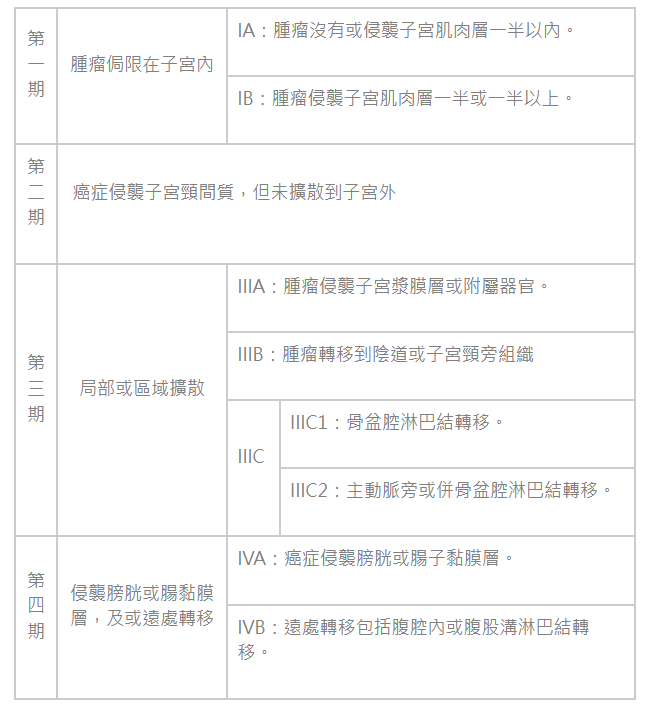 第一期
腫瘤侷限在子宮內
IA：腫瘤沒有或侵襲子宮肌肉層一半以內。
IB：腫瘤侵襲子宮肌肉層一半或一半以上。
第二期
癌症侵襲子宮頸間質，但未擴散到子宮外
第三期
局部或區域擴散
IIIA：腫瘤侵襲子宮漿膜層或附屬器官。
IIIB：腫瘤轉移到陰道或子宮頸旁組織
IIIC
IIIC1：骨盆腔淋巴結轉移。
IIIC2：主動脈旁或併骨盆腔淋巴結轉移。
第四期
侵襲膀胱或腸黏膜
層，及或遠處轉移
IVA：癌症侵襲膀胱或腸子黏膜層。
IVB：遠處轉移包括腹腔內或腹股溝淋巴結轉
移。